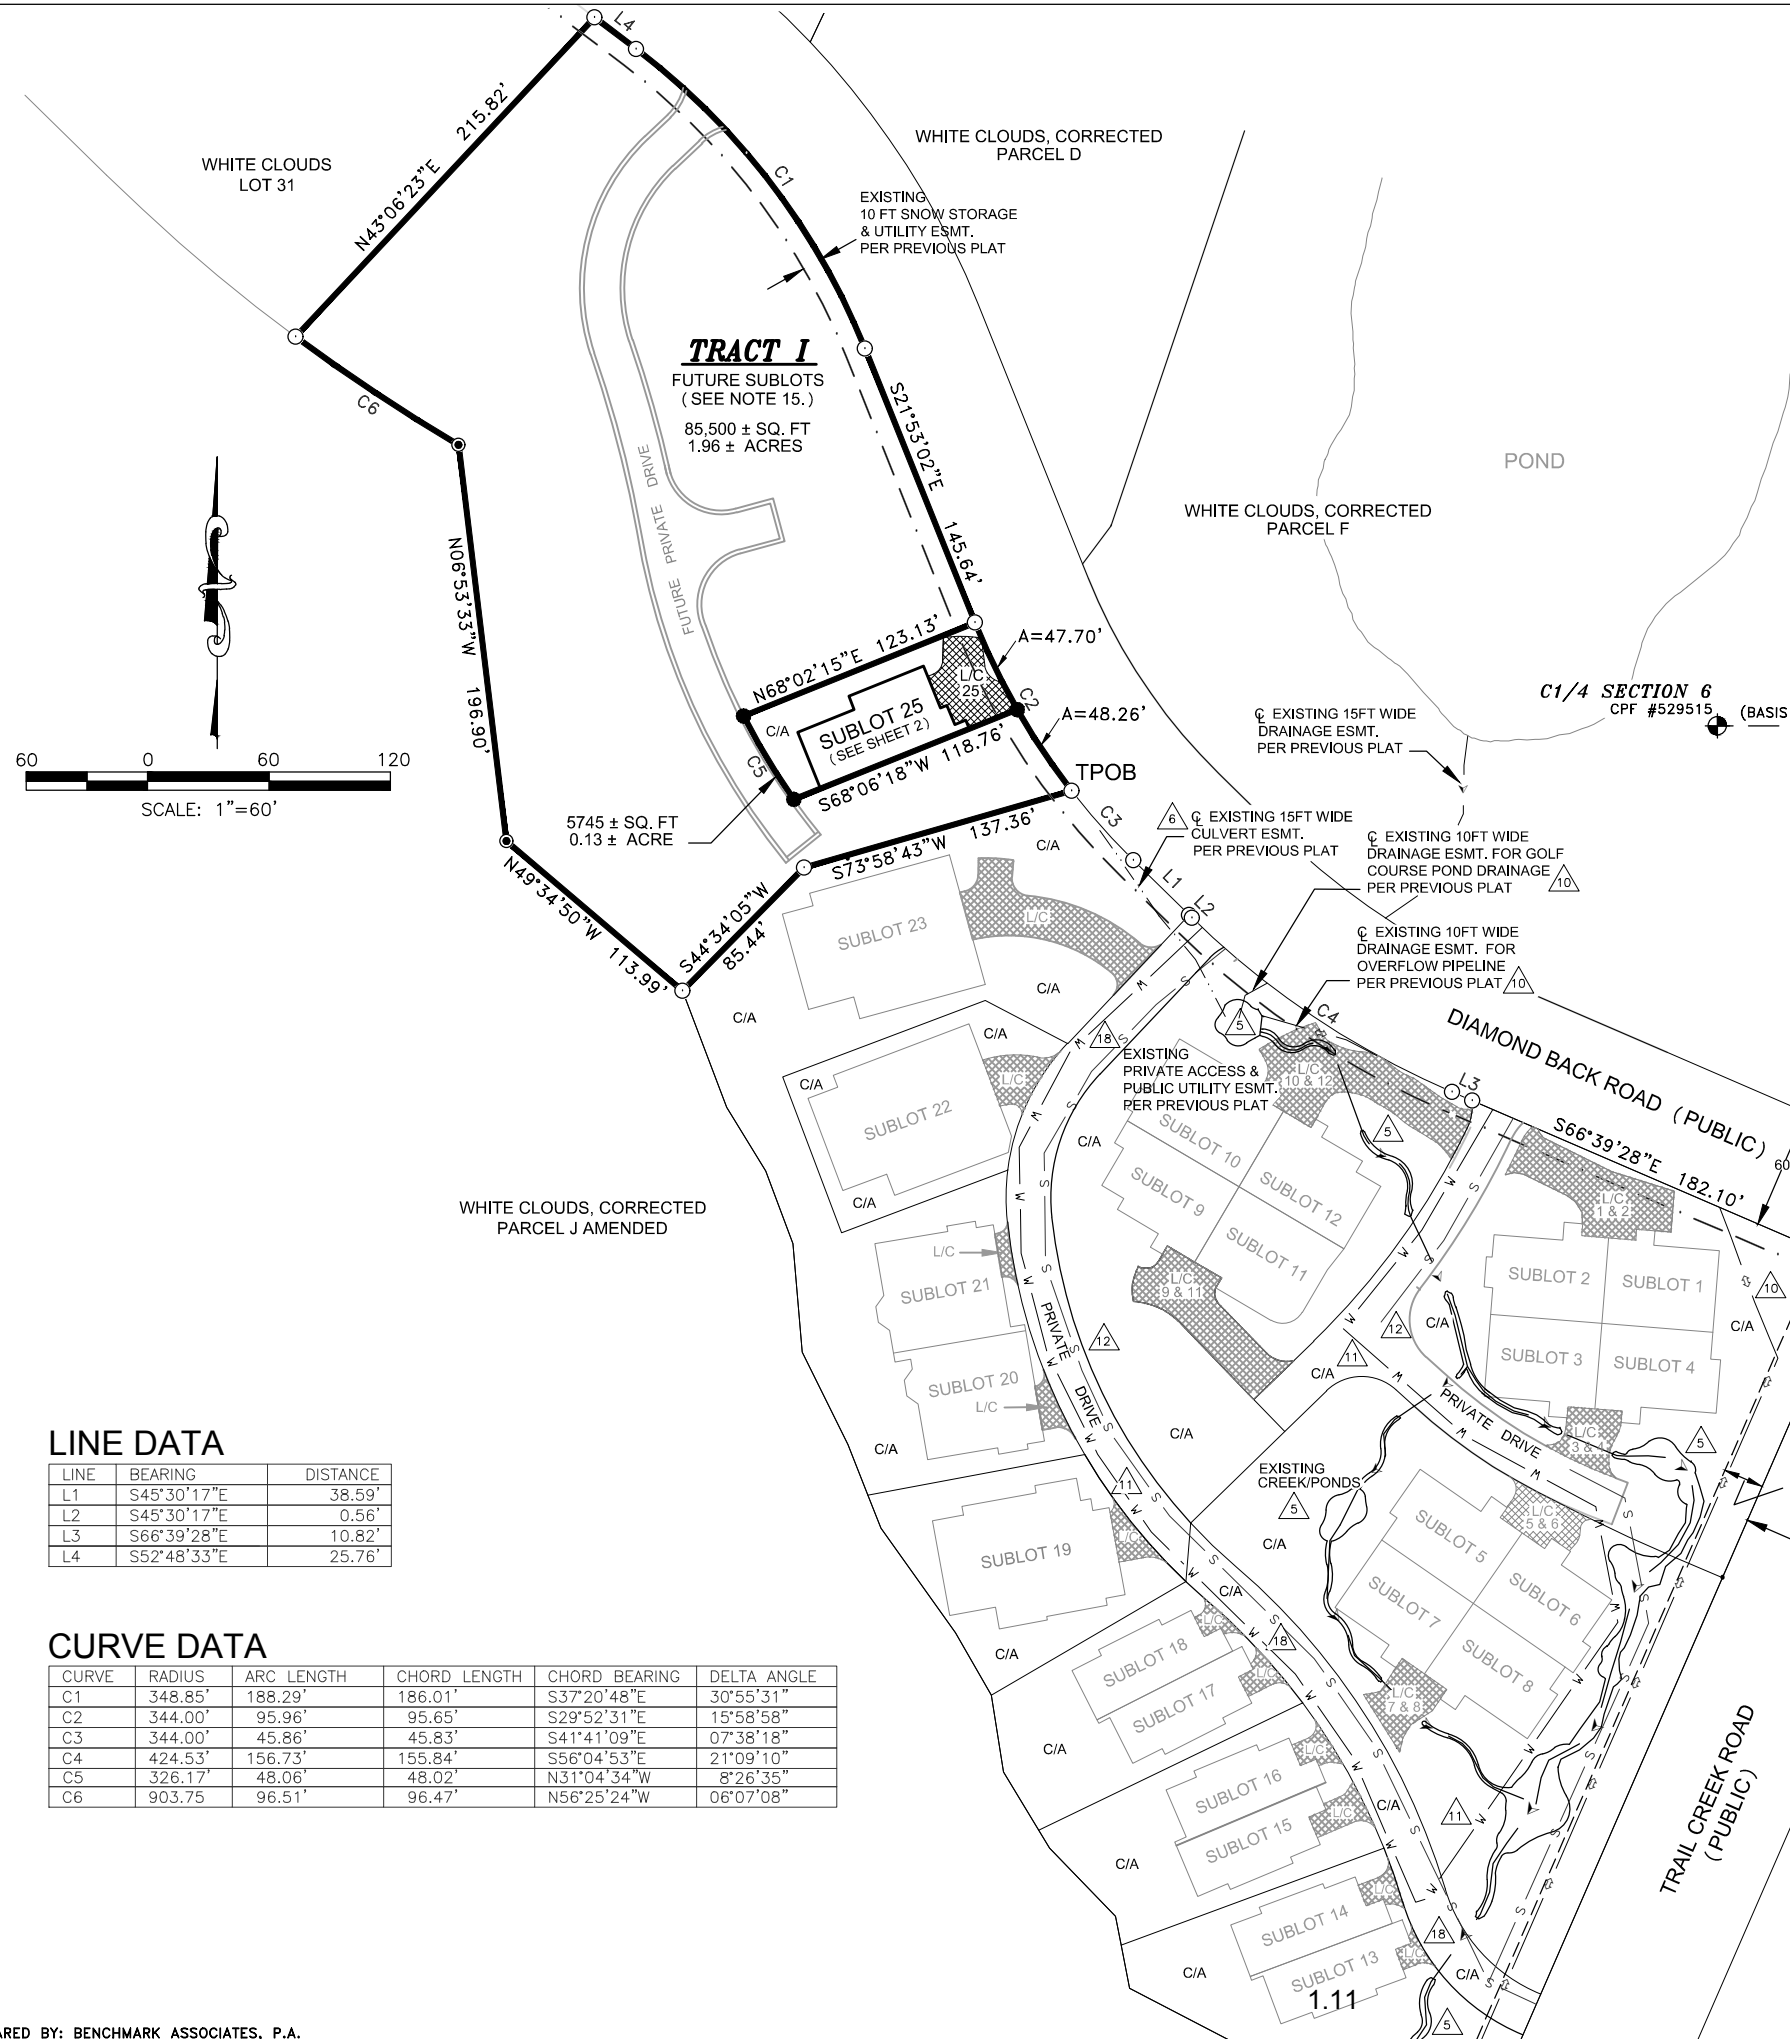 L4
215.82'
N43°06'23"E
WHITE CLOUDS
LOT 31
WHITE CLOUDS, CORRECTED
PARCEL D
C1
EXISTING
10 FT SNOW STORAGE
& UTILITY ESMT.
PER PREVIOUS PLAT
TRACT I
FUTURE SUBLOTS
(SEE NOTE 15.)
85,500 ± SQ. FT
1.96 ± ACRES
C6
S21°53'02"E
145.64'
FUTURE PRIVATE DRIVE
POND
WHITE CLOUDS, CORRECTED
PARCEL F
N06°53'33"W
196.90'
N68°02'15"E 123.13'
A=47.70'
L/C
25
C2
C/A
SUBLOT 25
(SEE SHEET 2)
A=48.26'
C5
S68°06'18"W 118.76'
TPOB
C1/4 SECTION 6
CPF #529515
(BASIS
℄ EXISTING 15FT WIDE
DRAINAGE ESMT.
PER PREVIOUS PLAT
60 0 60 120
SCALE: 1"=60'
5745 ± SQ. FT
0.13 ± ACRE
S73°58'43"W 137.36'
C3
6
℄ EXISTING 15FT WIDE
CULVERT ESMT.
PER PREVIOUS PLAT
℄ EXISTING 10FT WIDE
DRAINAGE ESMT. FOR GOLF
COURSE POND DRAINAGE
PER PREVIOUS PLAT
10
C/A
L1
L2
N49°34'50"W
113.99'
S44°34'05"W
85.44'
SUBLOT 23
L/C
℄ EXISTING 10FT WIDE
DRAINAGE ESMT. FOR
OVERFLOW PIPELINE
PER PREVIOUS PLAT
10
C/A
C/A
C/A
5
C4
18
EXISTING
PRIVATE ACCESS &
PUBLIC UTILITY ESMT.
PER PREVIOUS PLAT
L/C
10 & 12
DIAMOND BACK ROAD (PUBLIC)
L3
S66°39'28"E 182.10'
60
C/A
L/C
SUBLOT 22
C/A
C/A
5
SUBLOT 10
SUBLOT 12
SUBLOT 9
SUBLOT 11
L/C
1 & 2
WHITE CLOUDS, CORRECTED
PARCEL J AMENDED
L/C
SUBLOT 21
L/C
9 & 11
SUBLOT 2
SUBLOT 1
10
PRIVATE DRIVE
12
12
C/A
C/A
SUBLOT 3
SUBLOT 4
11
C/A
SUBLOT 20
L/C
PRIVATE DRIVE
C/A
C/A
L/C
3 & 4
5
LINE DATA
LINE BEARING DISTANCE
L1 S45°30'17"E 38.59'
L2 S45°30'17"E 0.56'
L3 S66°39'28"E 10.82'
L4 S52°48'33"E 25.76'
11
EXISTING
CREEK/PONDS
5
L/C
5 & 6
SUBLOT 5
SUBLOT 6
SUBLOT 7
SUBLOT 8
SUBLOT 19
L/C
C/A
C/A
CURVE DATA
CURVE RADIUS ARC LENGTH CHORD LENGTH CHORD BEARING DELTA ANGLE
C1 348.85' 188.29' 186.01' S37°20'48"E 30°55'31"
C2 344.00' 95.96' 95.65' S29°52'31"E 15°58'58"
C3 344.00' 45.86' 45.83' S41°41'09"E 07°38'18"
C4 424.53' 156.73' 155.84' S56°04'53"E 21°09'10"
C5 326.17' 48.06' 48.02' N31°04'34"W 8°26'35"
C6 903.75 96.51' 96.47' N56°25'24"W 06°07'08"
L/C
18
C/A
SUBLOT 18
SUBLOT 17
L/C
L/C
7 & 8
C/A
SUBLOT 16
L/C
SUBLOT 15
L/C
C/A
11
C/A
TRAIL CREEK ROAD
(PUBLIC)
SUBLOT 14
L/C
SUBLOT 13
L/C
18
C/A
C/A
1.11
5
ARED BY: BENCHMARK ASSOCIATES, P.A.